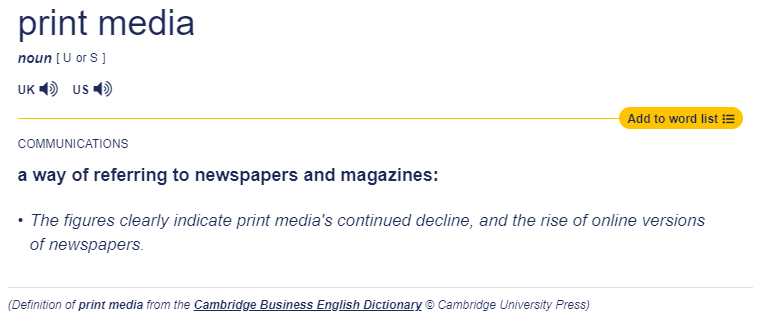 print media
noun [ U or S ]
UK US
Add to word list
COMMUNICATIONS
a way of referring to newspapers and magazines:
• The figures clearly indicate print media's continued decline, and the rise of online versions
of newspapers.
(Definition of print media from the Cambridge Business English Dictionary © Cambridge University Press)